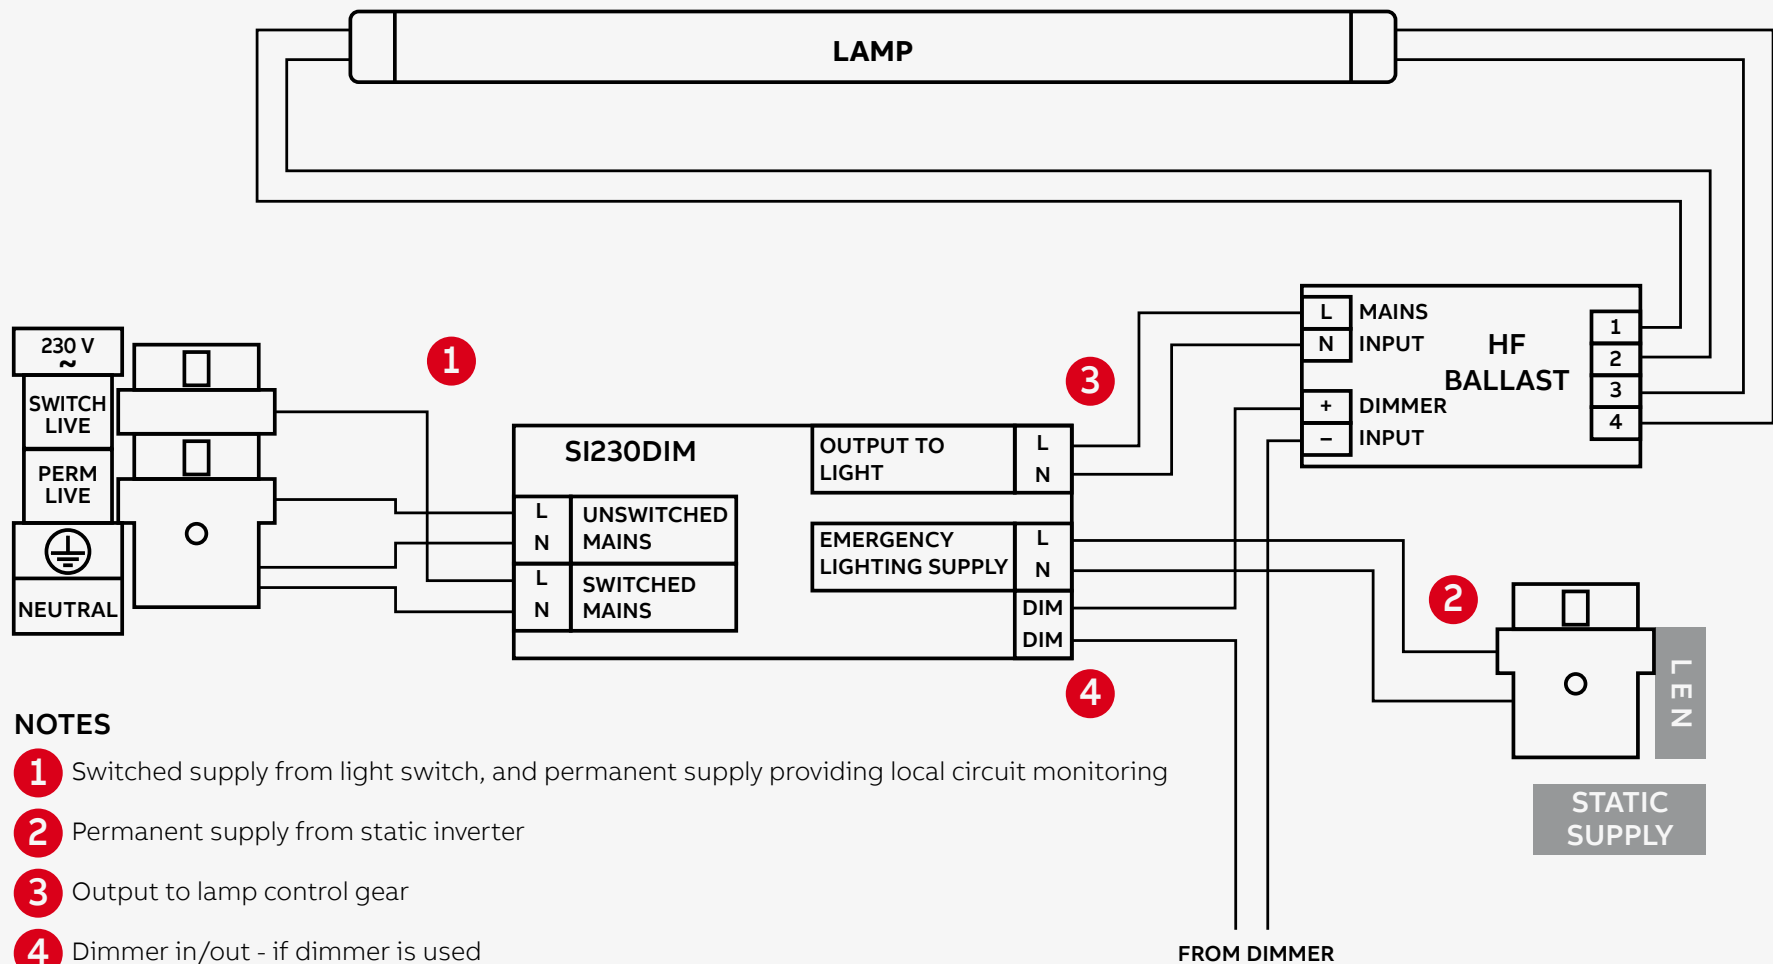 LAMP
230 V
~
SWITCH
LIVE
PERM
LIVE
NEUTRAL
1
SI230DIM
L
N
UNSWITCHED
MAINS
L
N
SWITCHED
MAINS
OUTPUT TO
LIGHT
L
N
EMERGENCY
LIGHTING SUPPLY
L
N
DIM
DIM
3
4
L MAINS
N INPUT
+ DIMMER
− INPUT
HF
BALLAST
1
2
3
4
2
LEN
STATIC
SUPPLY
FROM DIMMER
NOTES
1 Switched supply from light switch, and permanent supply providing local circuit monitoring
2 Permanent supply from static inverter
3 Output to lamp control gear
4 Dimmer in/out - if dimmer is used